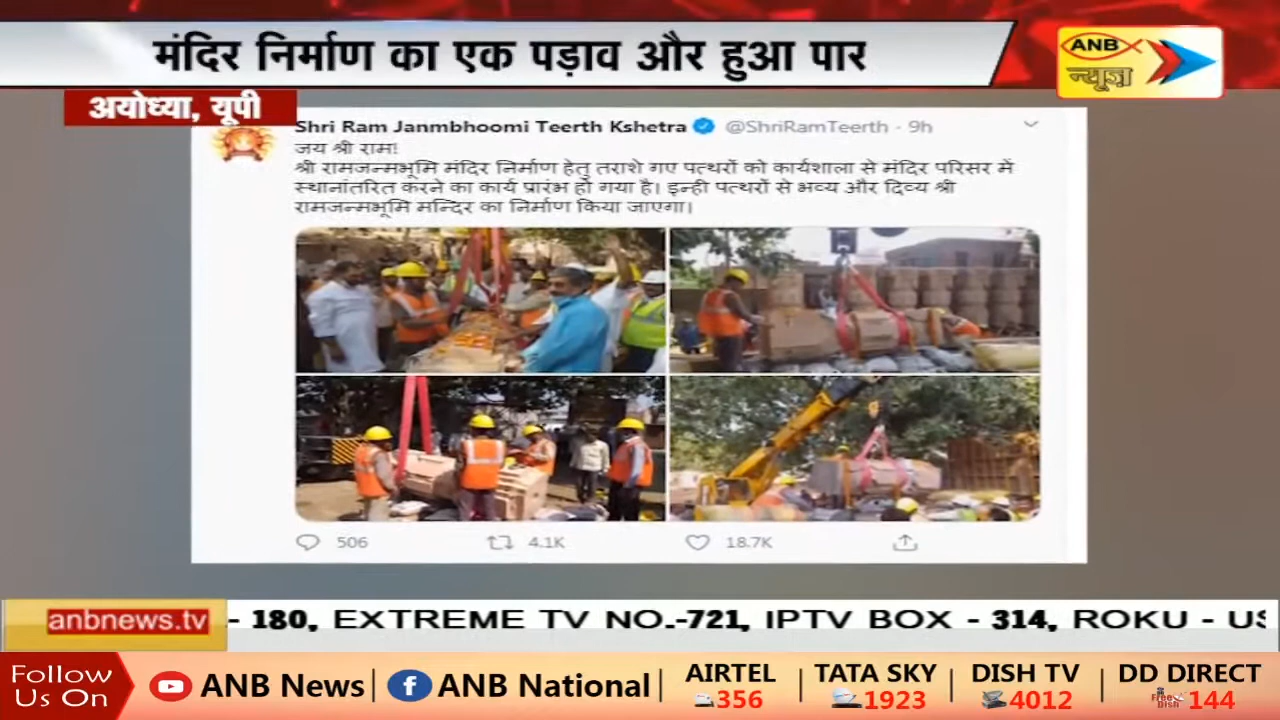 मंदिर निर्माण का एक पड़ाव और हुआ पार
ANB
न्यूज़
अयोध्या, यूपी
Shri Ram Janmbhoomi Teerth Kshetra @ShriRamTeerth · 9h
जय श्री राम!
श्री रामजन्मभूमि मंदिर निर्माण हेतु तराशे गए पत्थरों को कार्यशाला से मंदिर परिसर में
स्थानांतरित करने का कार्य प्रारंभ हो गया है। इन्ही पत्थरों से भव्य और दिव्य श्री
रामजन्मभूमि मन्दिर का निर्माण किया जाएगा।
506 4.1K 18.7K
anbnews.tv - 180, EXTREME TV NO.-721, IPTV BOX - 314, ROKU - US
Follow Us On
ANB News | ANB National | AIRTEL 356 | TATA SKY 1923 | DISH TV 4012 | DD DIRECT Free Dish 144